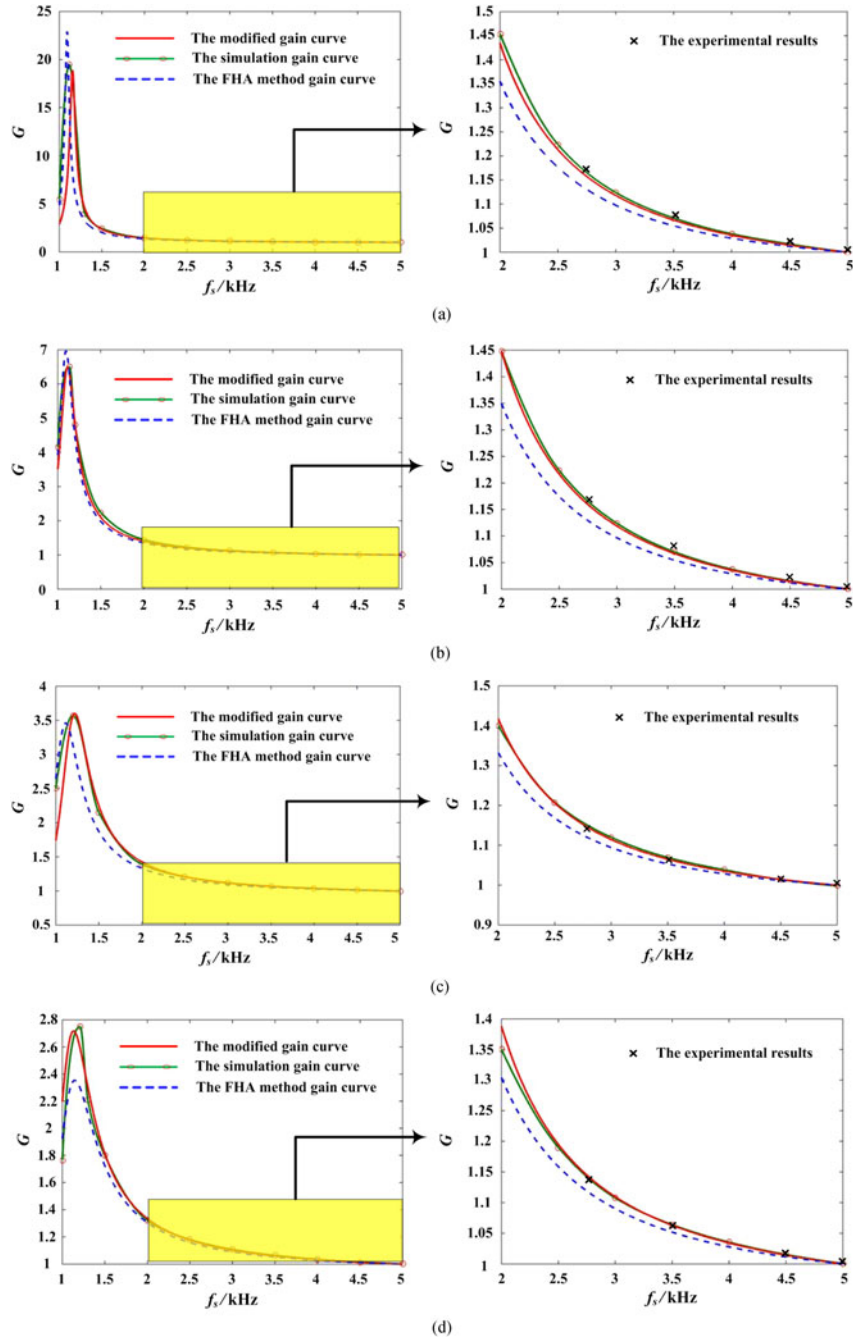 25
20
15
10
5
0
G
The modified gain curve
The simulation gain curve
The FHA method gain curve
1 1.5 2 2.5 3 3.5 4 4.5 5
fs/kHz
1.45
1.4
1.35
1.3
1.25
1.2
1.15
1.1
1.05
1
G
× The experimental results
2 2.5 3 3.5 4 4.5 5
fs/kHz
(a)
7
6
5
4
3
2
1
0
G
The modified gain curve
The simulation gain curve
The FHA method gain curve
1 1.5 2 2.5 3 3.5 4 4.5 5
fs/kHz
1.45
1.4
1.35
1.3
1.25
1.2
1.15
1.1
1.05
1
G
× The experimental results
2 2.5 3 3.5 4 4.5 5
fs/kHz
(b)
4
3.5
3
2.5
2
1.5
1
0.5
G
The modified gain curve
The simulation gain curve
The FHA method gain curve
1 1.5 2 2.5 3 3.5 4 4.5 5
fs/kHz
1.5
1.4
1.3
1.2
1.1
1
0.9
G
× The experimental results
2 2.5 3 3.5 4 4.5 5
fs/kHz
(c)
2.8
2.6
2.4
2.2
2
1.8
1.6
1.4
1.2
1
G
The modified gain curve
The simulation gain curve
The FHA method gain curve
1 1.5 2 2.5 3 3.5 4 4.5 5
fs/kHz
1.4
1.35
1.3
1.25
1.2
1.15
1.1
1.05
1
G
× The experimental results
2 2.5 3 3.5 4 4.5 5
fs/kHz
(d)